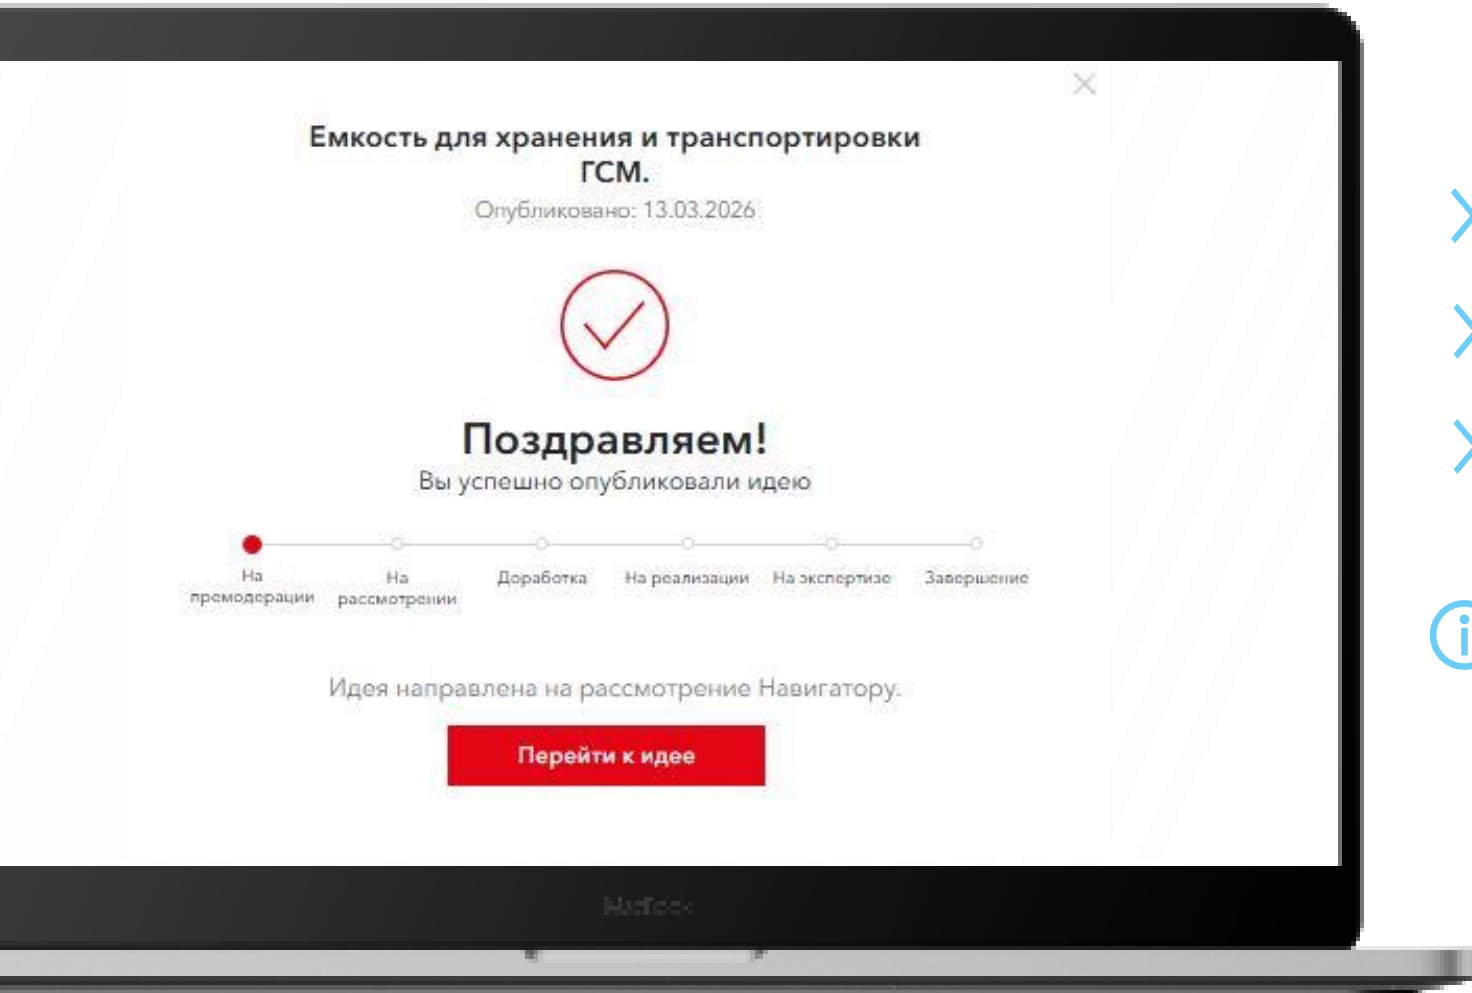 Емкость для хранения и транспортировки
ГСМ.
Опубликовано: 13.03.2026
Поздравляем!
Вы успешно опубликовали идею
На премодерации
На рассмотрении
Доработка
На реализации
На экспертизе
Завершение
Идея направлена на рассмотрение Навигатору.
Перейти к идее
MacBook